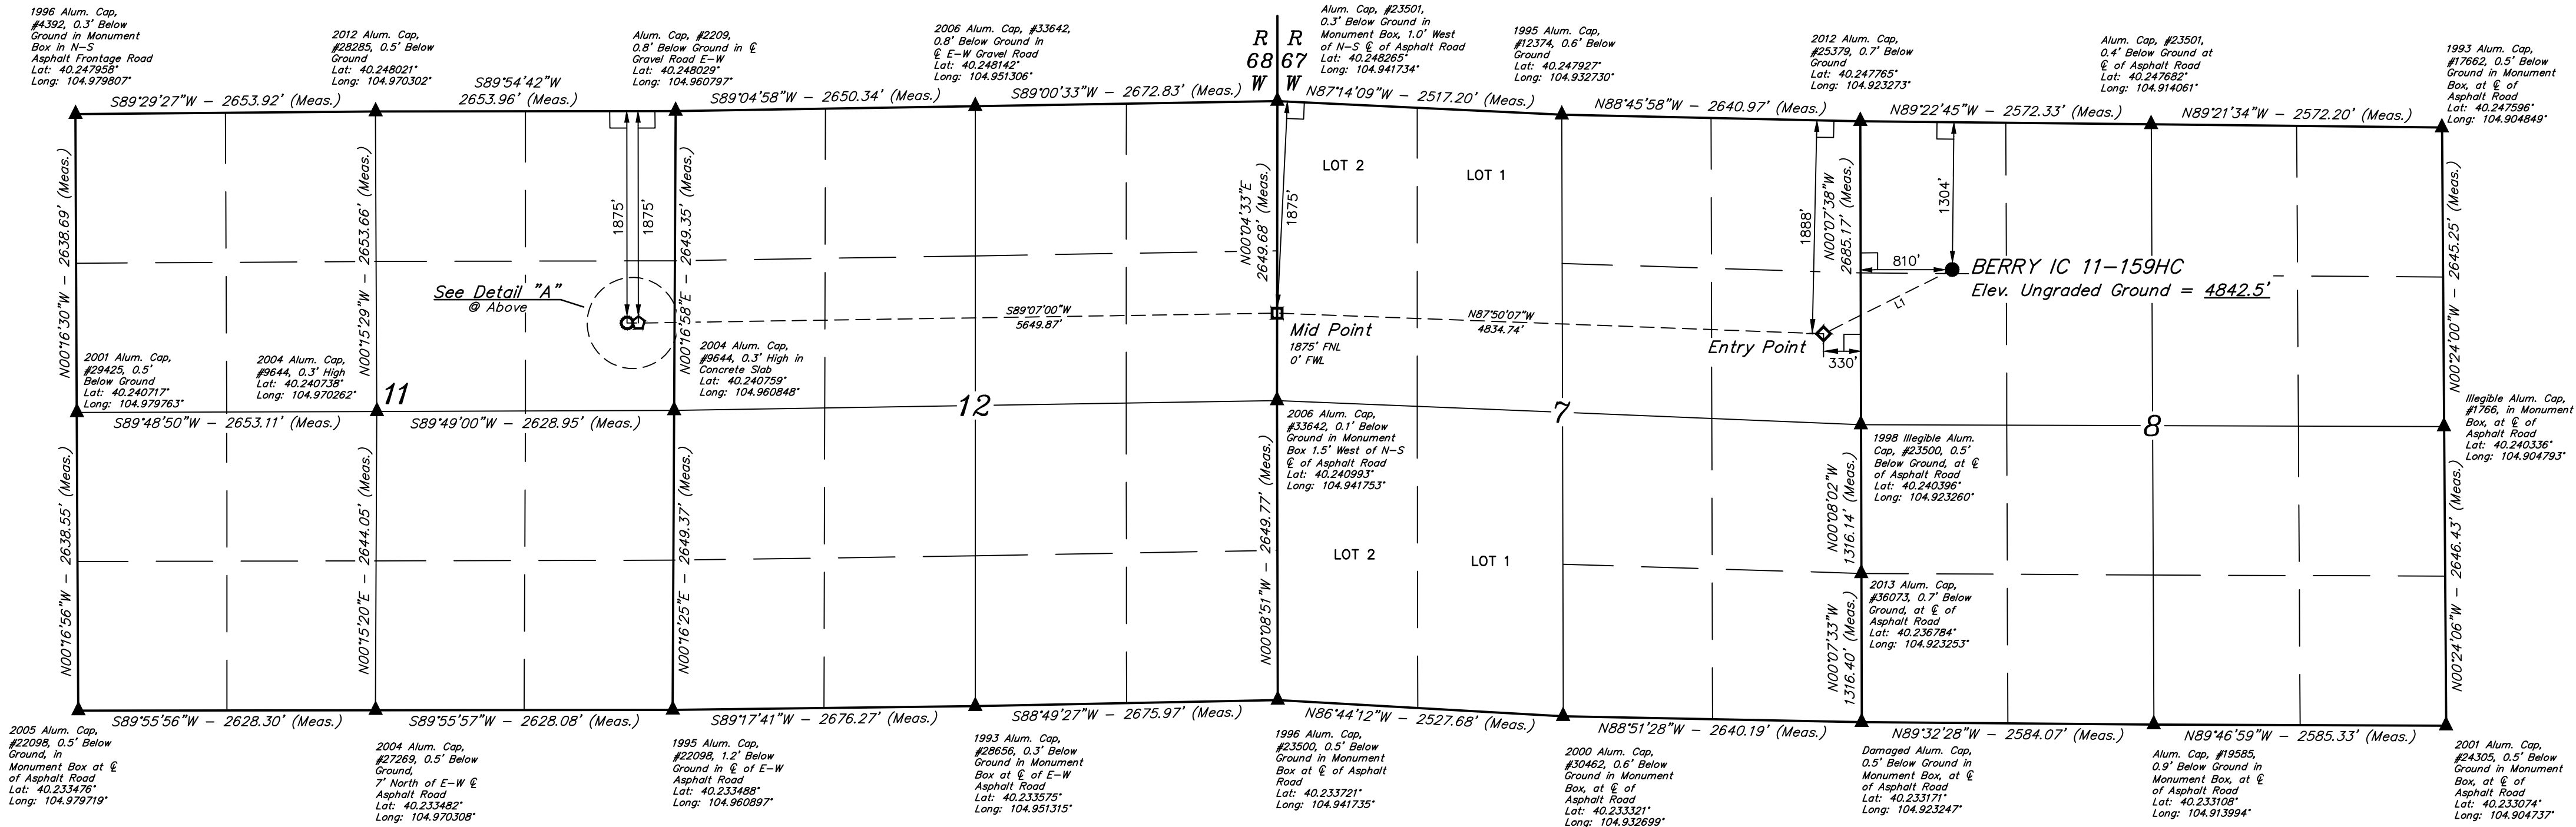 1996 Alum. Cap,
#4392, 0.3' Below
Ground in Monument
Box in N-S
Asphalt Frontage Road
Lat: 40.247958°
Long: 104.979807°
2012 Alum. Cap,
#28285, 0.5' Below
Ground
Lat: 40.248021°
Long: 104.970302°
Alum. Cap, #2209,
0.8' Below Ground in ℄
Gravel Road E-W
Lat: 40.248029°
Long: 104.960797°
2006 Alum. Cap, #33642,
0.8' Below Ground in
℄ E-W Gravel Road
Lat: 40.248142°
Long: 104.951306°
R R
68 67
W W
Alum. Cap, #23501,
0.3' Below Ground in
Monument Box, 1.0' West
of N-S ℄ of Asphalt Road
Lat: 40.248265°
Long: 104.941734°
1995 Alum. Cap,
#12374, 0.6' Below
Ground
Lat: 40.247927°
Long: 104.932730°
2012 Alum. Cap,
#25379, 0.7' Below
Ground
Lat: 40.247765°
Long: 104.923273°
Alum. Cap, #23501,
0.4' Below Ground at
℄ of Asphalt Road
Lat: 40.247682°
Long: 104.914061°
1993 Alum. Cap,
#17662, 0.5' Below
Ground in Monument
Box, at ℄ of
Asphalt Road
Lat: 40.247596°
Long: 104.904849°
S89°29'27"W - 2653.92' (Meas.)
S89°54'42"W
2653.96' (Meas.)
S89°04'58"W - 2650.34' (Meas.)
S89°00'33"W - 2672.83' (Meas.)
N87°14'09"W - 2517.20' (Meas.)
N88°45'58"W - 2640.97' (Meas.)
N89°22'45"W - 2572.33' (Meas.)
N89°21'34"W - 2572.20' (Meas.)
N00°16'30"W - 2638.69' (Meas.)
N00°15'29"W - 2653.66' (Meas.)
1875'
1875'
N00°16'58"E - 2649.35' (Meas.)
N00°04'33"E
2649.68' (Meas.)
1875'
LOT 2
LOT 1
1888'
N00°07'38"W
2685.17' (Meas.)
1304'
810'
N00°24'00"W - 2645.25' (Meas.)
BERRY IC 11-159HC
Elev. Ungraded Ground = 4842.5'
See Detail "A"
@ Above
S89°07'00"W
5649.87'
Mid Point
1875' FNL
0' FWL
N87°50'07"W
4834.74'
L1
Entry Point
330'
2001 Alum. Cap,
#29425, 0.5'
Below Ground
Lat: 40.240717°
Long: 104.979763°
2004 Alum. Cap,
#9644, 0.3' High
Lat: 40.240738°
Long: 104.970262°
2004 Alum. Cap,
#9644, 0.3' High in
Concrete Slab
Lat: 40.240759°
Long: 104.960848°
11
12
7
8
S89°48'50"W - 2653.11' (Meas.)
S89°49'00"W - 2628.95' (Meas.)
2006 Alum. Cap,
#33642, 0.1' Below
Ground in Monument
Box 1.5' West of N-S
℄ of Asphalt Road
Lat: 40.240993°
Long: 104.941753°
1998 Illegible Alum.
Cap, #23500, 0.5'
Below Ground, at ℄
of Asphalt Road
Lat: 40.240396°
Long: 104.923260°
Illegible Alum. Cap,
#1766, in Monument
Box, at ℄ of
Asphalt Road
Lat: 40.240336°
Long: 104.904793°
N00°16'56"W - 2638.55' (Meas.)
N00°15'20"E - 2644.05' (Meas.)
N00°16'25"E - 2649.37' (Meas.)
N00°08'51"W - 2649.77' (Meas.)
LOT 2
LOT 1
N00°08'02"W
1316.14' (Meas.)
N00°07'33"W
1316.40' (Meas.)
2013 Alum. Cap,
#36073, 0.7' Below
Ground, at ℄ of
Asphalt Road
Lat: 40.236784°
Long: 104.923253°
N00°24'06"W - 2646.43' (Meas.)
S89°55'56"W - 2628.30' (Meas.)
S89°55'57"W - 2628.08' (Meas.)
S89°17'41"W - 2676.27' (Meas.)
S88°49'27"W - 2675.97' (Meas.)
N86°44'12"W - 2527.68' (Meas.)
N88°51'28"W - 2640.19' (Meas.)
N89°32'28"W - 2584.07' (Meas.)
N89°46'59"W - 2585.33' (Meas.)
2005 Alum. Cap,
#22098, 0.5' Below
Ground, in
Monument Box at ℄
of Asphalt Road
Lat: 40.233476°
Long: 104.979719°
2004 Alum. Cap,
#27269, 0.5' Below
Ground,
7' North of E-W ℄
Asphalt Road
Lat: 40.233482°
Long: 104.970308°
1995 Alum. Cap,
#22098, 1.2' Below
Ground in ℄ of E-W
Asphalt Road
Lat: 40.233488°
Long: 104.960897°
1993 Alum. Cap,
#28656, 0.3' Below
Ground in Monument
Box at ℄ of E-W
Asphalt Road
Lat: 40.233575°
Long: 104.951315°
1996 Alum. Cap,
#23500, 0.5' Below
Ground in Monument
Box at ℄ of Asphalt
Road
Lat: 40.233721°
Long: 104.941735°
2000 Alum. Cap,
#30462, 0.6' Below
Ground in Monument
Box, at ℄ of
Asphalt Road
Lat: 40.233321°
Long: 104.932699°
Damaged Alum. Cap,
0.5' Below Ground in
Monument Box, at ℄
of Asphalt Road
Lat: 40.233171°
Long: 104.923247°
Alum. Cap, #19585,
0.9' Below Ground in
Monument Box, at ℄
of Asphalt Road
Lat: 40.233108°
Long: 104.913994°
2001 Alum. Cap,
#24305, 0.5' Below
Ground in Monument
Box, at ℄ of
Asphalt Road
Lat: 40.233074°
Long: 104.904737°